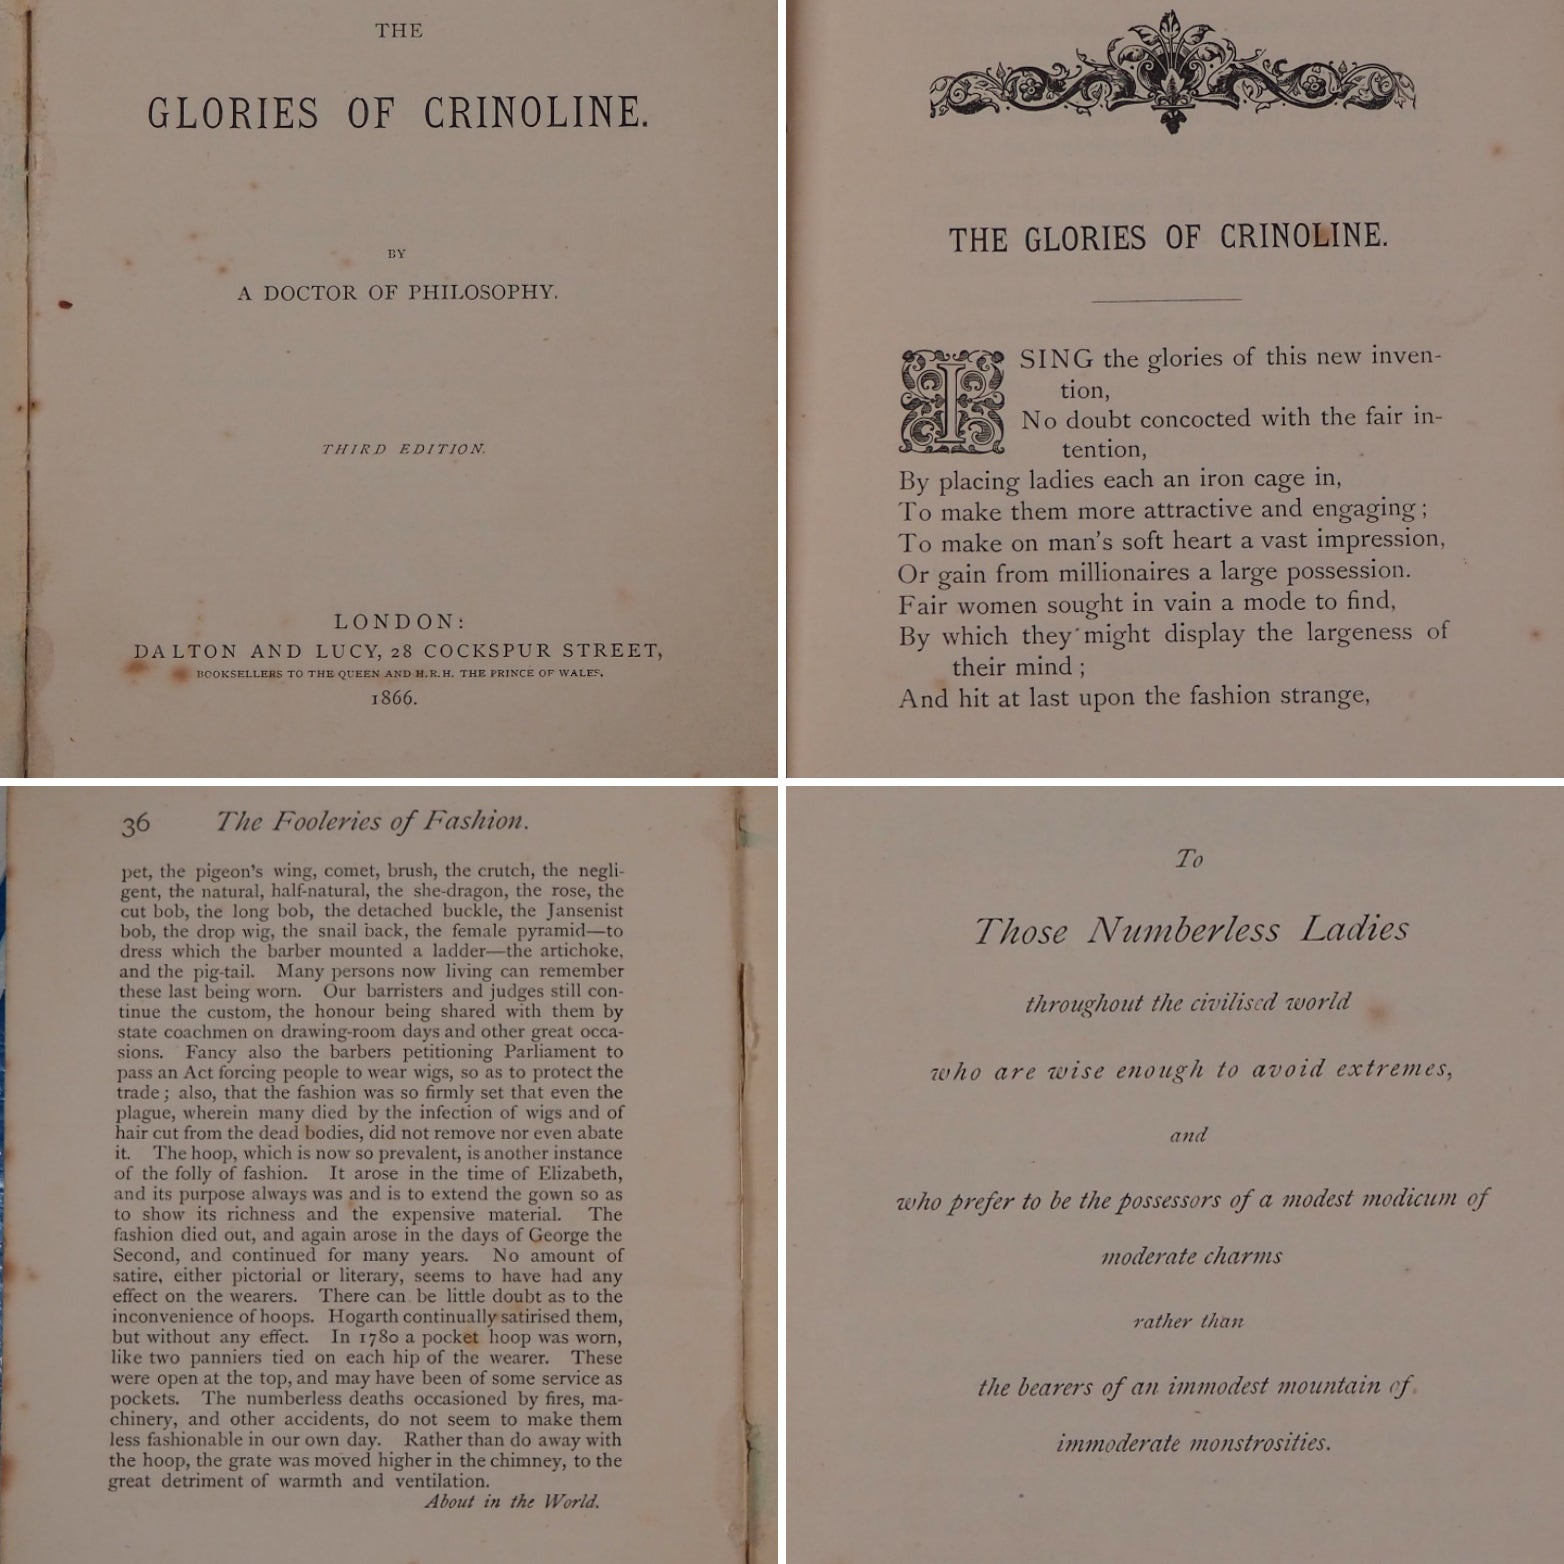 THE
GLORIES OF CRINOLINE.
BY
A DOCTOR OF PHILOSOPHY.
THIRD EDITION.
LONDON:
DALTON AND LUCY, 28 COCKSPUR STREET,
BOOKSELLERS TO THE QUEEN AND H.R.H. THE PRINCE OF WALES.
1866.
THE GLORIES OF CRINOLINE.
I SING the glories of this new inven-
tion,
No doubt concocted with the fair in-
tention,
By placing ladies each an iron cage in,
To make them more attractive and engaging;
To make on man's soft heart a vast impression,
Or gain from millionaires a large possession.
Fair women sought in vain a mode to find,
By which they might display the largeness of
their mind;
And hit at last upon the fashion strange,
36 The Fooleries of Fashion.
pet, the pigeon's wing, comet, brush, the crutch, the negli-
gent, the natural, half-natural, the she-dragon, the rose, the
cut bob, the long bob, the detached buckle, the Jansenist
bob, the drop wig, the snail back, the female pyramid—to
dress which the barber mounted a ladder—the artichoke,
and the pig-tail. Many persons now living can remember
these last being worn. Our barristers and judges still con-
tinue the custom, the honour being shared with them by
state coachmen on drawing-room days and other great occa-
sions. Fancy also the barbers petitioning Parliament to
pass an Act forcing people to wear wigs, so as to protect the
trade; also, that the fashion was so firmly set that even the
plague, wherein many died by the infection of wigs and of
hair cut from the dead bodies, did not remove nor even abate
it. The hoop, which is now so prevalent, is another instance
of the folly of fashion. It arose in the time of Elizabeth,
and its purpose always was and is to extend the gown so as
to show its richness and the expensive material. The
fashion died out, and again arose in the days of George the
Second, and continued for many years. No amount of
satire, either pictorial or literary, seems to have had any
effect on the wearers. There can be little doubt as to the
inconvenience of hoops. Hogarth continually satirised them,
but without any effect. In 1780 a pocket hoop was worn,
like two panniers tied on each hip of the wearer. These
were open at the top, and may have been of some service as
pockets. The numberless deaths occasioned by fires, ma-
chinery, and other accidents, do not seem to make them
less fashionable in our own day. Rather than do away with
the hoop, the grate was moved higher in the chimney, to the
great detriment of warmth and ventilation.
About in the World.
To
Those Numberless Ladies
throughout the civilised world
who are wise enough to avoid extremes,
and
who prefer to be the possessors of a modest modicum of
moderate charms
rather than
the bearers of an immodest mountain of
immoderate monstrosities.